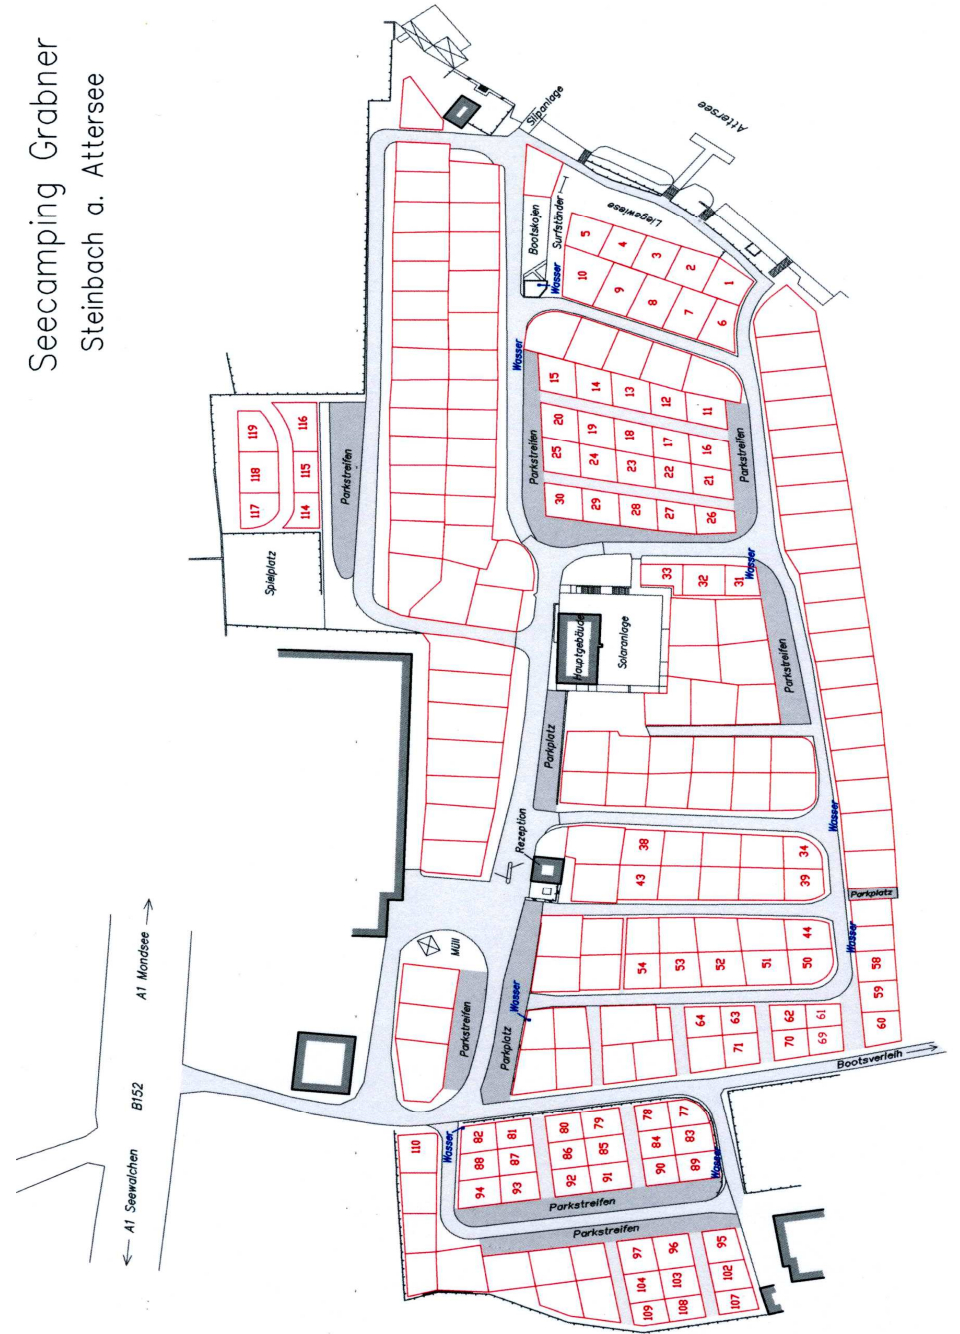 Seecamping Grabner
Steinbach a. Attersee
Slipanlage
Attersee
Bootskojen
Surfständer
Liegewiese
Wasser
5
4
3
2
1
10
9
8
7
6
Wasser
15
14
13
12
11
20
19
18
17
16
25
24
23
22
21
30
29
28
27
26
Parkstreifen
Parkstreifen
119
118
117
116
115
114
Parkstreifen
Spielplatz
Hauptgebäude
Solaranlage
33
32
31
Wasser
Parkstreifen
Parkplatz
Rezeption
38
43
34
39
Wasser
Parkplatz
Müll
Parkstreifen
Parkplatz
Wasser
54
53
52
51
50
44
Wasser
58
59
60
64
63
62
61
71
70
69
Bootsverleih
A1 Mondsee
B152
A1 Seewalchen
110
Wasser
82
81
80
79
78
77
88
87
86
85
84
83
94
93
92
91
90
89
Wasser
Parkstreifen
Parkstreifen
97
96
95
104
103
102
109
108
107